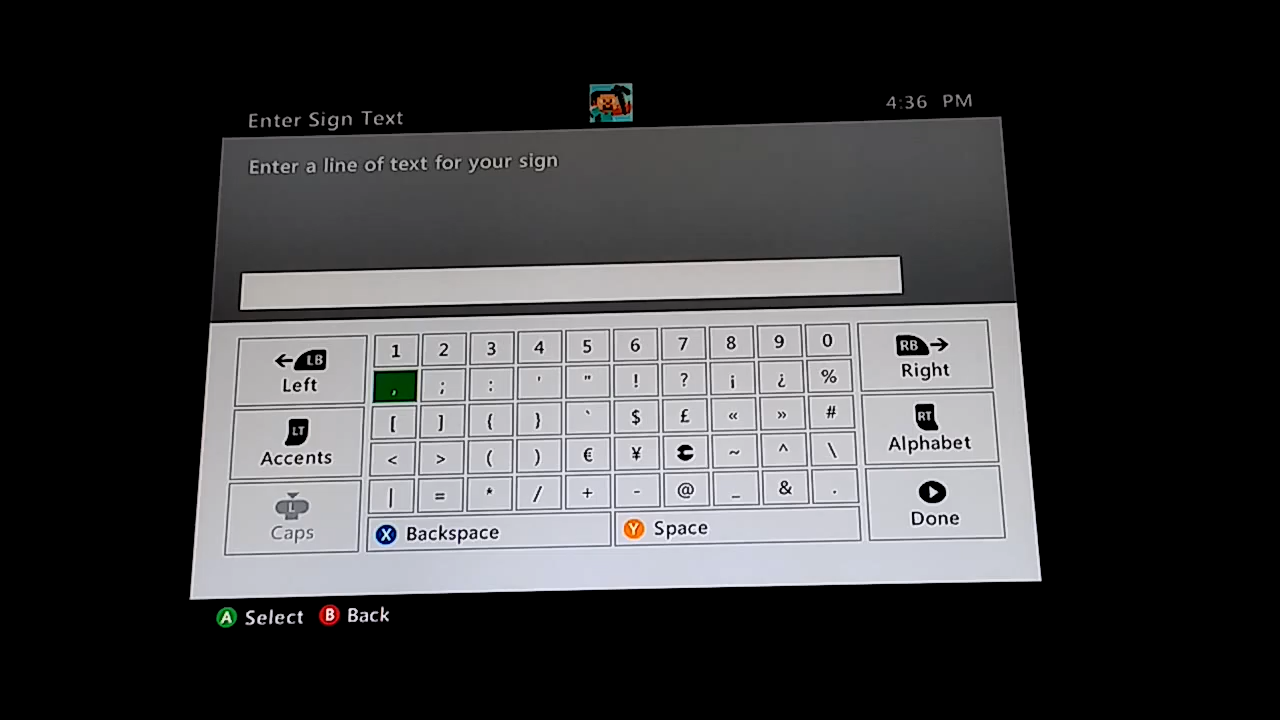 Enter Sign Text
4:36 PM
Enter a line of text for your sign
LB
Left
1 2 3 4 5 6 7 8 9 0
RB
Right
, ; : ' " ! ? ¡ ¿ %
LT
Accents
[ ] { } ` $ £ « » #
RT
Alphabet
< > ( ) € ¥ ~ ^ \
L
Caps
| = * / + - @ _ & .
Done
X Backspace
Y Space
A Select B Back